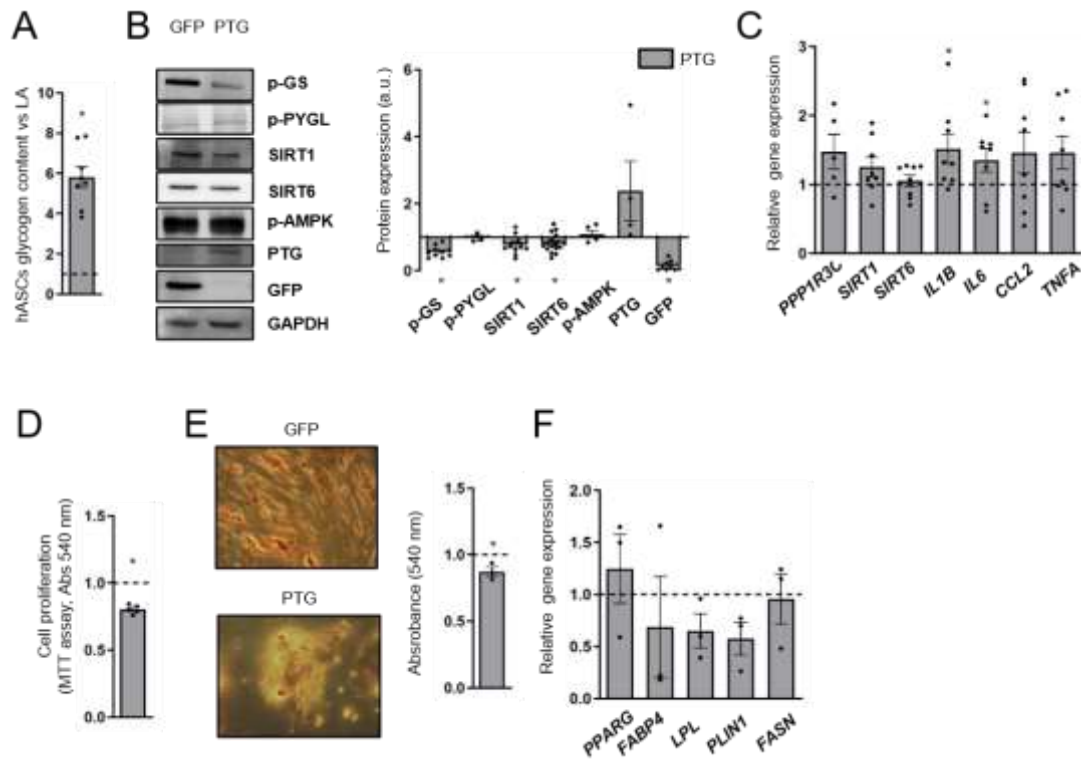 A
hASCs glycogen content vs LA
10
8
6
4
2
0
B
GFP PTG
p-GS
p-PYGL
SIRT1
SIRT6
p-AMPK
PTG
GFP
GAPDH
PTG
Protein expression (a.u.)
6
4
2
0
p-GS
p-PYGL
SIRT1
SIRT6
p-AMPK
PTG
GFP
C
Relative gene expression
3
2
1
0
PPP1R3C
SIRT1
SIRT6
IL1B
IL6
CCL2
TNFA
D
Cell proliferation
(MTT assay, Abs 540 nm)
1.5
1.0
0.5
0.0
E
GFP
PTG
Absrobance (540 nm)
1.5
1.0
0.5
0.0
F
Relative gene expression
2.0
1.5
1.0
0.5
0.0
PPARG
FABP4
LPL
PLIN1
FASN